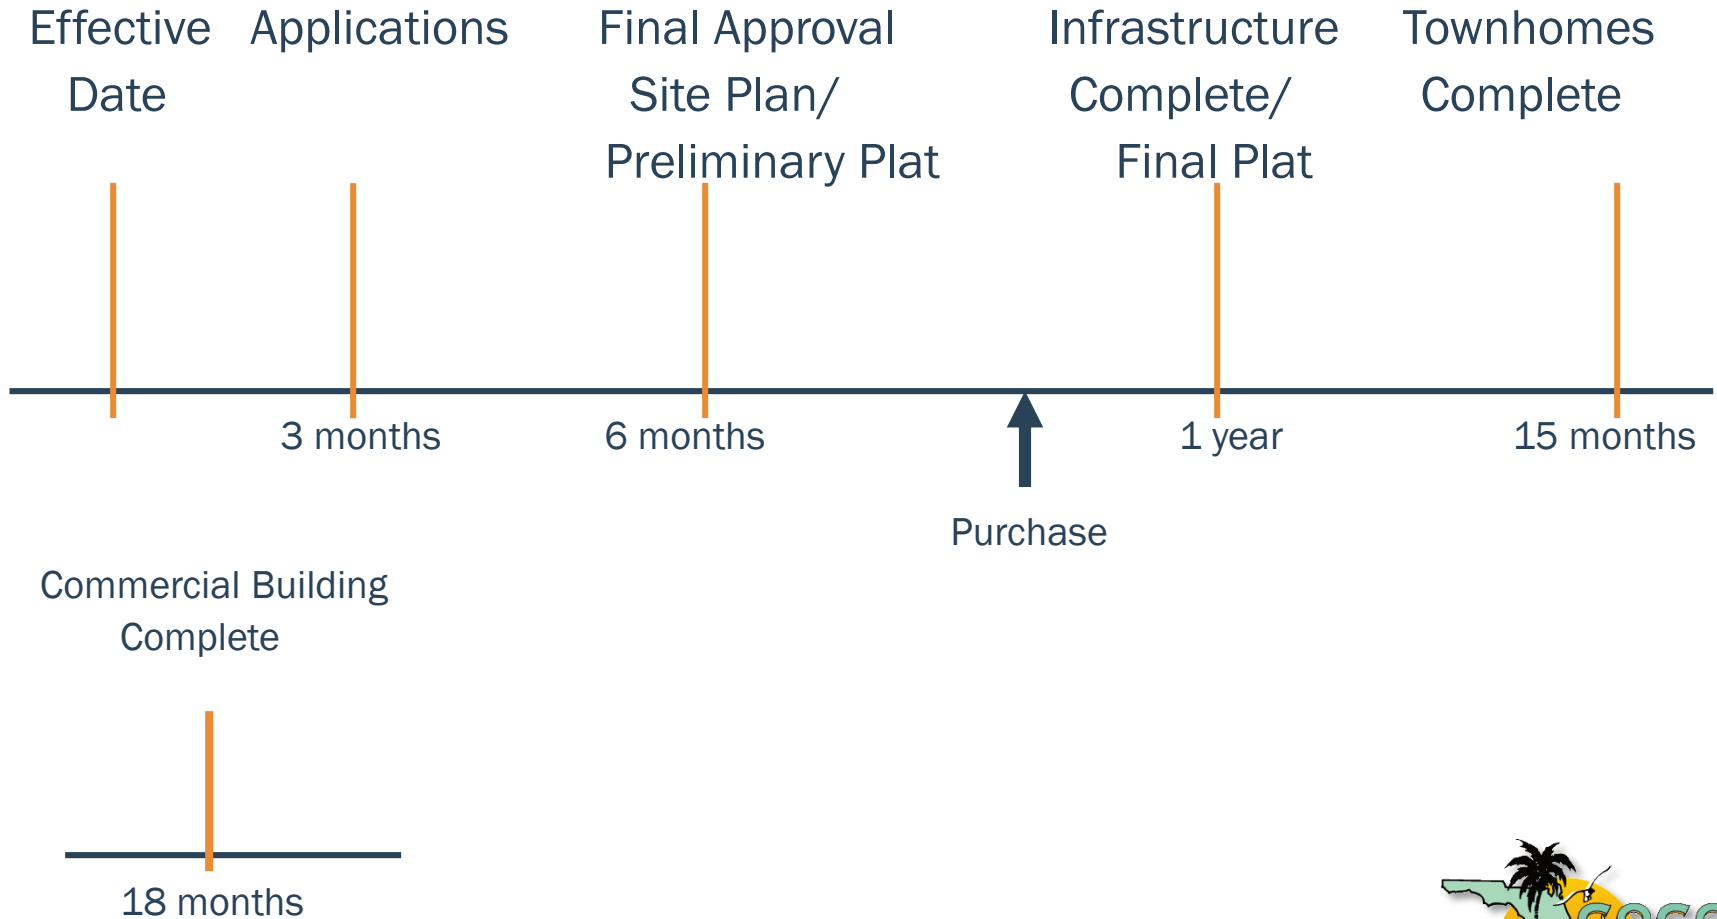 Effective
Date
Applications
Final Approval
Site Plan/
Preliminary Plat
Infrastructure
Complete/
Final Plat
Townhomes
Complete
3 months
6 months
1 year
15 months
Purchase
Commercial Building
Complete
18 months